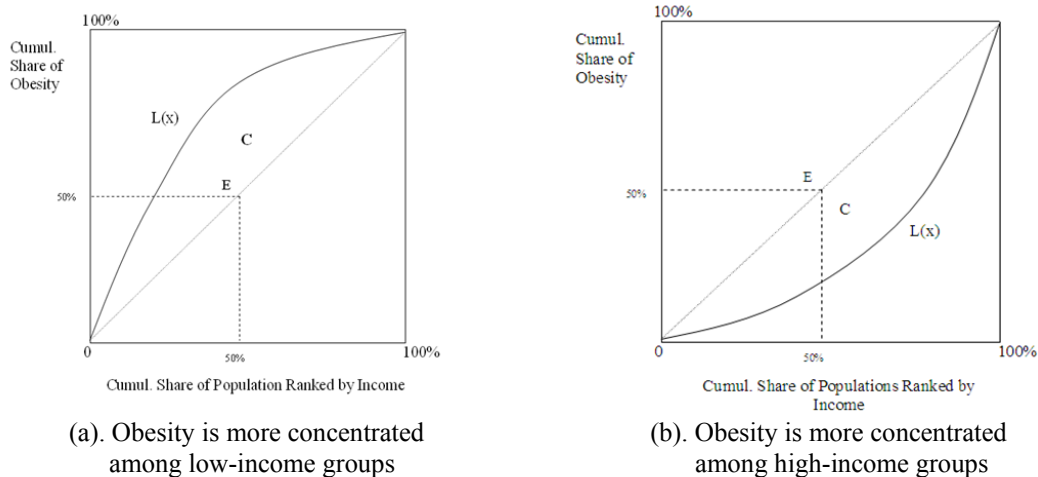 100%
Cumul.
Share of
Obesity
L(x)
C
E
50%
0
50%
100%
Cumul. Share of Population Ranked by Income
(a). Obesity is more concentrated
among low-income groups
100%
Cumul.
Share of
Obesity
E
50%
C
L(x)
0
50%
100%
Cumul. Share of Populations Ranked by
Income
(b). Obesity is more concentrated
among high-income groups